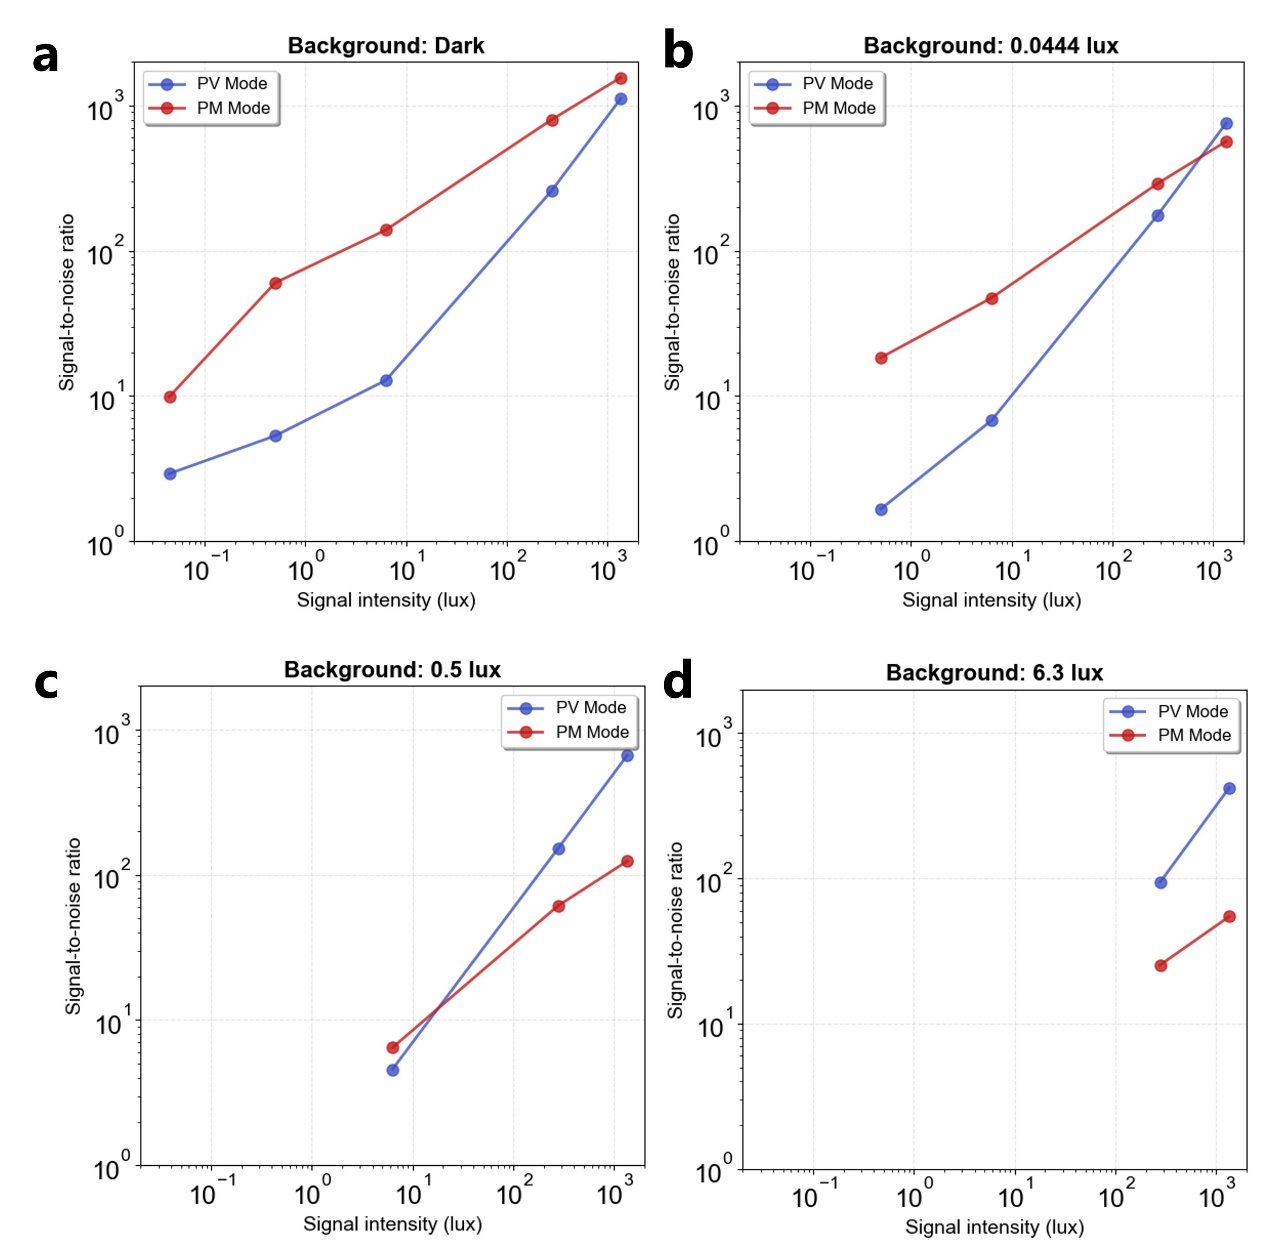 a
Background: Dark
PV Mode
PM Mode
10^3
10^2
10^1
10^0
Signal-to-noise ratio
10^−1 10^0 10^1 10^2 10^3
Signal intensity (lux)
b
Background: 0.0444 lux
PV Mode
PM Mode
10^3
10^2
10^1
10^0
Signal-to-noise ratio
10^−1 10^0 10^1 10^2 10^3
Signal intensity (lux)
c
Background: 0.5 lux
PV Mode
PM Mode
10^3
10^2
10^1
10^0
Signal-to-noise ratio
10^−1 10^0 10^1 10^2 10^3
Signal intensity (lux)
d
Background: 6.3 lux
PV Mode
PM Mode
10^3
10^2
10^1
10^0
Signal-to-noise ratio
10^−1 10^0 10^1 10^2 10^3
Signal intensity (lux)